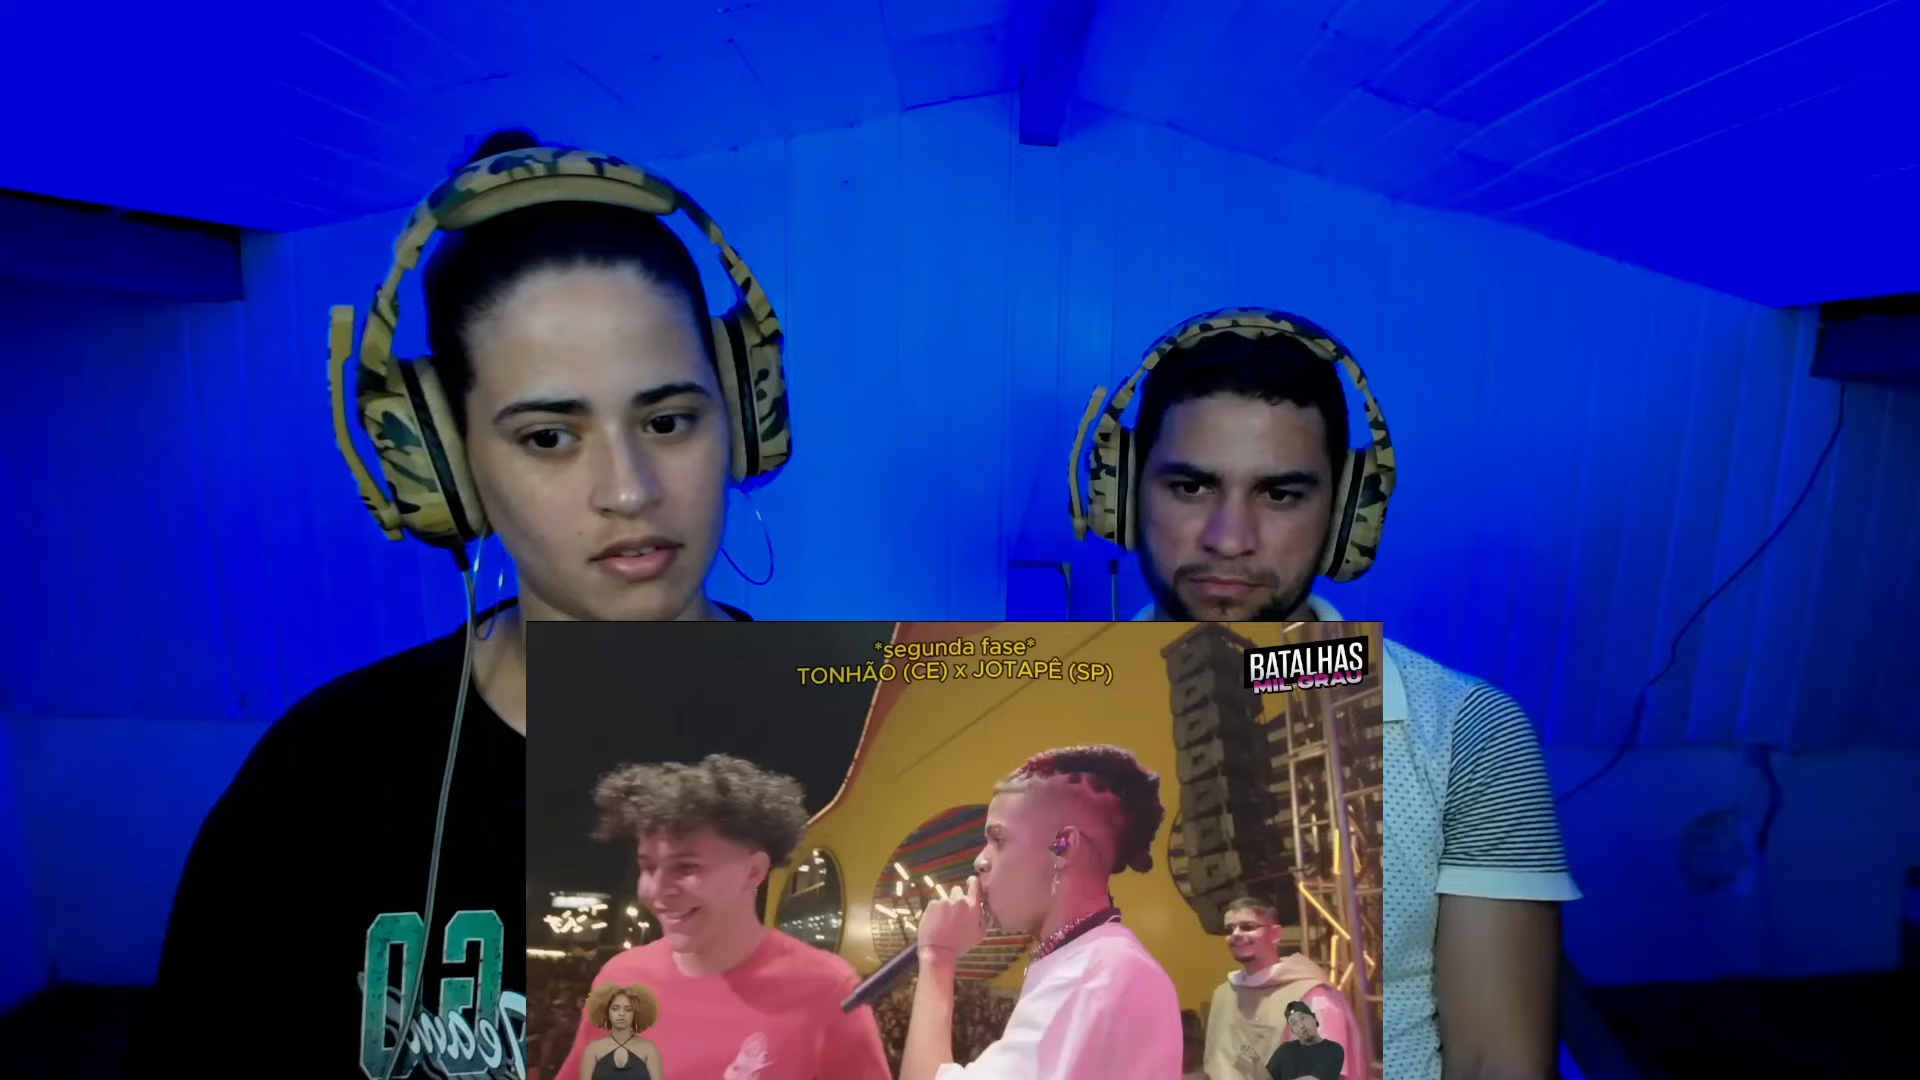 *segunda fase*
TONHÃO (CE) x JOTAPÊ (SP)
BATALHAS
MIL GRAU